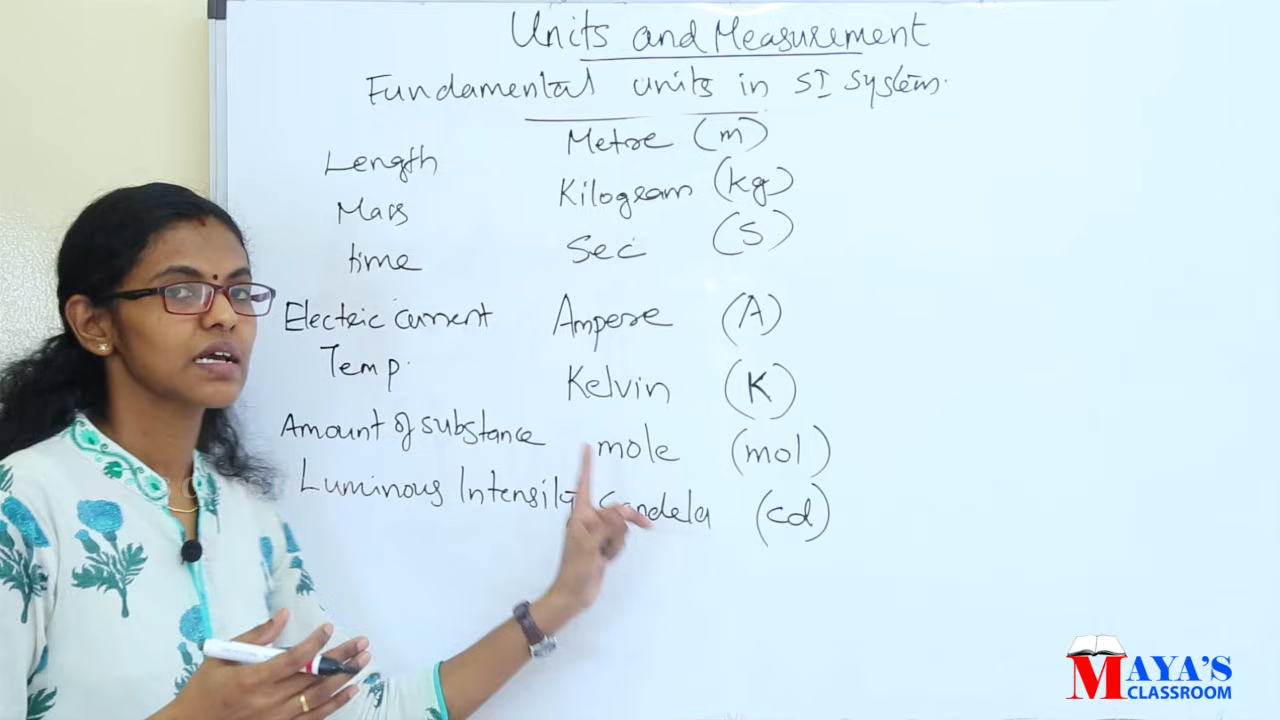 Units and Measurement
Fundamental units in SI system.
Length Metre (m)
Mass Kilogram (kg)
time Sec (s)
Electric current Ampere (A)
Temp. Kelvin (K)
Amount of substance mole (mol)
Luminous Intensity Candela (cd)
MAYA'S
CLASSROOM